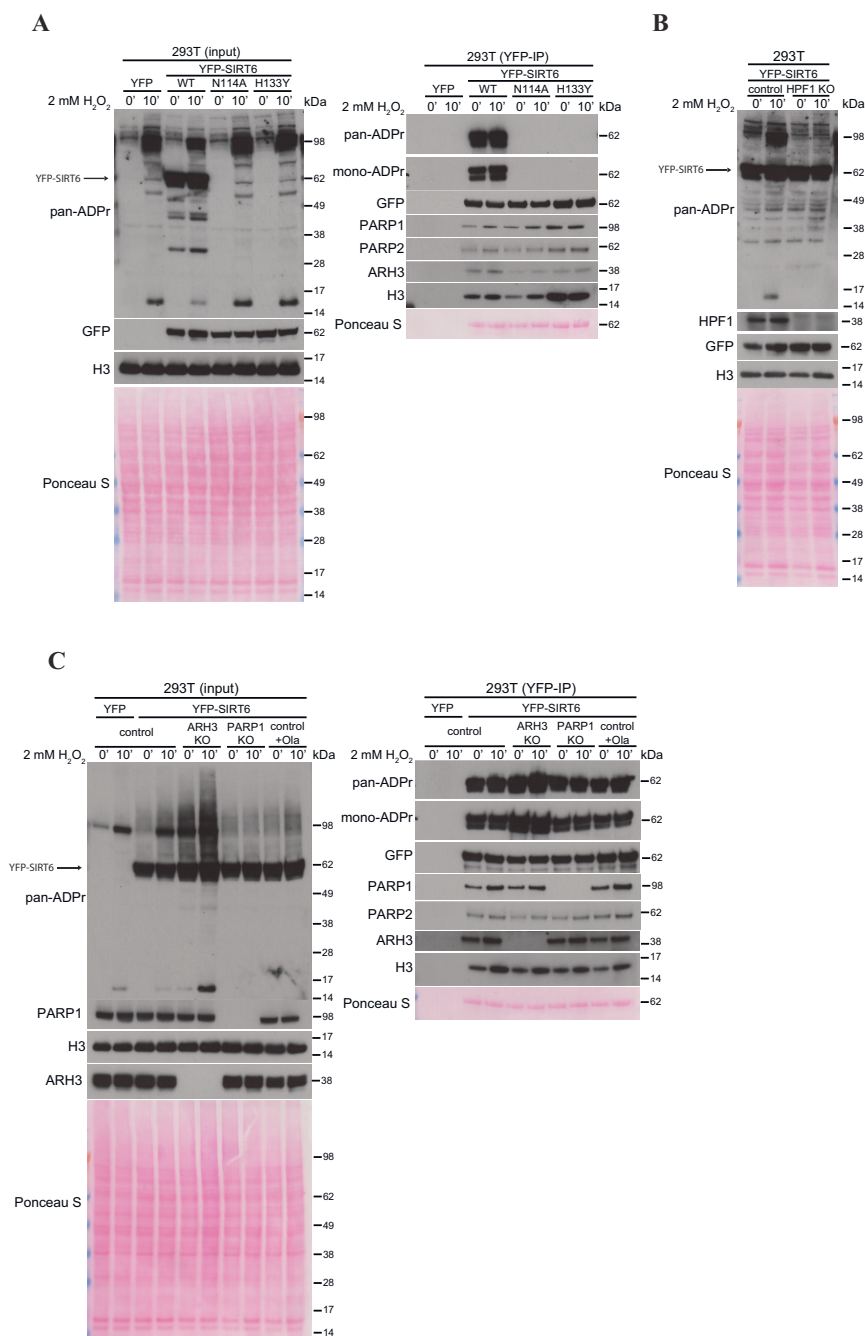 A
293T (input)
YFP-SIRT6
YFP WT N114A H133Y
2 mM H₂O₂ 0' 10' 0' 10' 0' 10' 0' 10' kDa
98
YFP-SIRT6 62
49
pan-ADPr
38
28
17
14
GFP 62
H3 17
14
98
62
Ponceau S 49
38
28
17
14
293T (YFP-IP)
YFP-SIRT6
YFP WT N114A H133Y
2 mM H₂O₂ 0' 10' 0' 10' 0' 10' 0' 10' kDa
pan-ADPr 62
mono-ADPr 62
GFP 62
PARP1 98
PARP2 62
ARH3 38
H3 17
14
Ponceau S 62
B
293T
YFP-SIRT6
control HPF1 KO
2 mM H₂O₂ 0' 10' 0' 10' kDa
98
YFP-SIRT6 62
pan-ADPr 49
38
28
17
14
HPF1 38
GFP 62
H3 17
14
98
62
Ponceau S 49
38
28
17
14
C
293T (input)
YFP YFP-SIRT6
control ARH3 KO PARP1 KO control +Ola
2 mM H₂O₂ 0' 10' 0' 10' 0' 10' 0' 10' 0' 10' kDa
98
YFP-SIRT6 62
pan-ADPr 49
38
28
17
14
PARP1 98
H3 17
14
ARH3 38
98
Ponceau S 62
49
38
28
17
14
293T (YFP-IP)
YFP YFP-SIRT6
control ARH3 KO PARP1 KO control +Ola
2 mM H₂O₂ 0' 10' 0' 10' 0' 10' 0' 10' 0' 10' kDa
pan-ADPr 62
mono-ADPr 62
GFP 62
PARP1 98
PARP2 62
ARH3 38
H3 17
14
Ponceau S 62